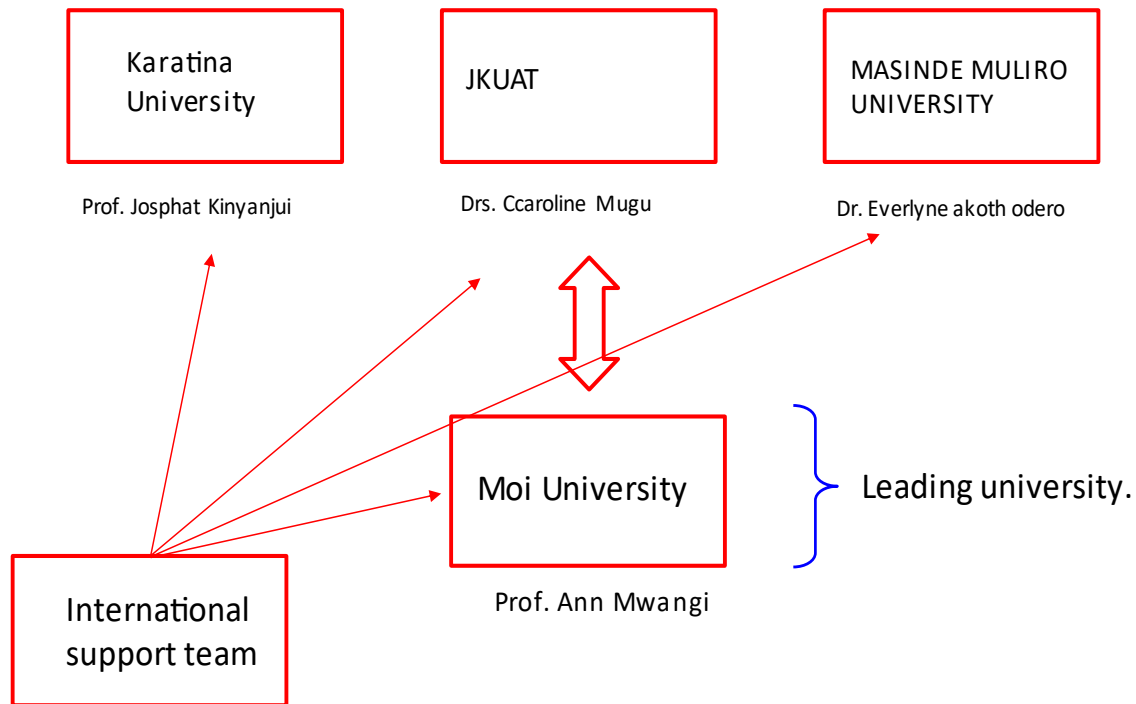 Karatina
University
JKUAT
MASINDE MULIRO
UNIVERSITY
Prof. Josphat Kinyanjui
Drs. Ccaroline Mugu
Dr. Everlyne akoth odero
Moi University
Leading university.
Prof. Ann Mwangi
International
support team